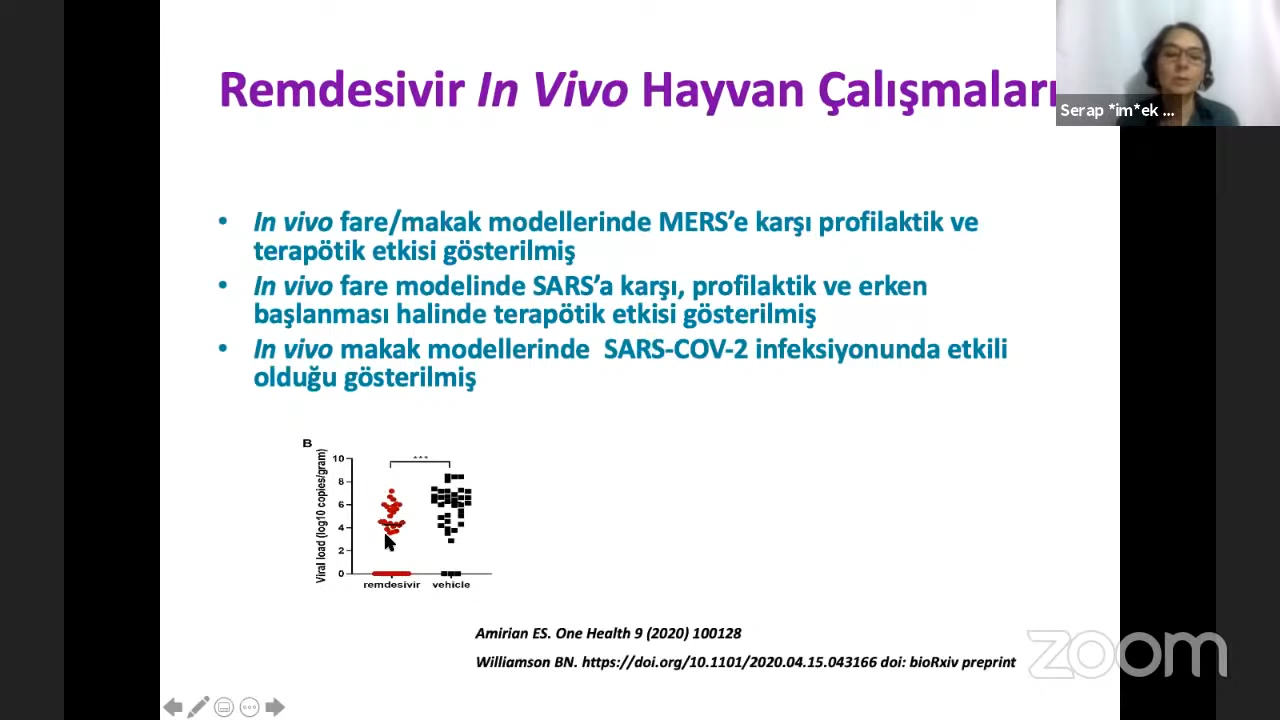 Remdesivir In Vivo Hayvan Çalışmaları
Serap *im*ek ...
• In vivo fare/makak modellerinde MERS’e karşı profilaktik ve
terapötik etkisi gösterilmiş
• In vivo fare modelinde SARS’a karşı, profilaktik ve erken
başlanması halinde terapötik etkisi gösterilmiş
• In vivo makak modellerinde SARS-COV-2 infeksiyonunda etkili
olduğu gösterilmiş
B
Viral load (log10 copies/gram)
10
***
8
6
4
2
0
remdesivir vehicle
Amirian ES. One Health 9 (2020) 100128
Williamson BN. https://doi.org/10.1101/2020.04.15.043166 doi: bioRxiv preprint
zoom